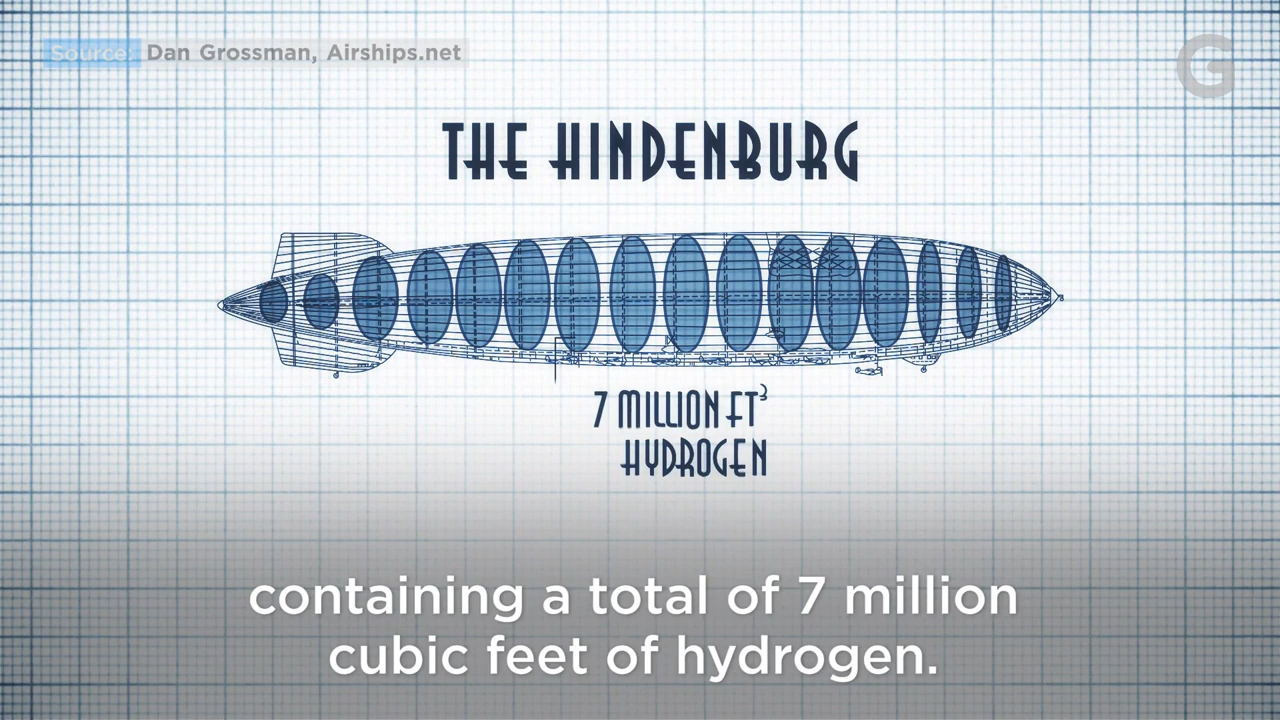 Source: Dan Grossman, Airships.net
G
THE HINDENBURG
7 MILLION FT³
HYDROGEN
containing a total of 7 million
cubic feet of hydrogen.